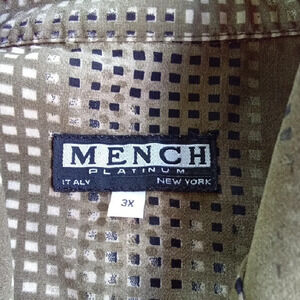 MENCH
PLATINUM
ITALY NEW YORK
3X